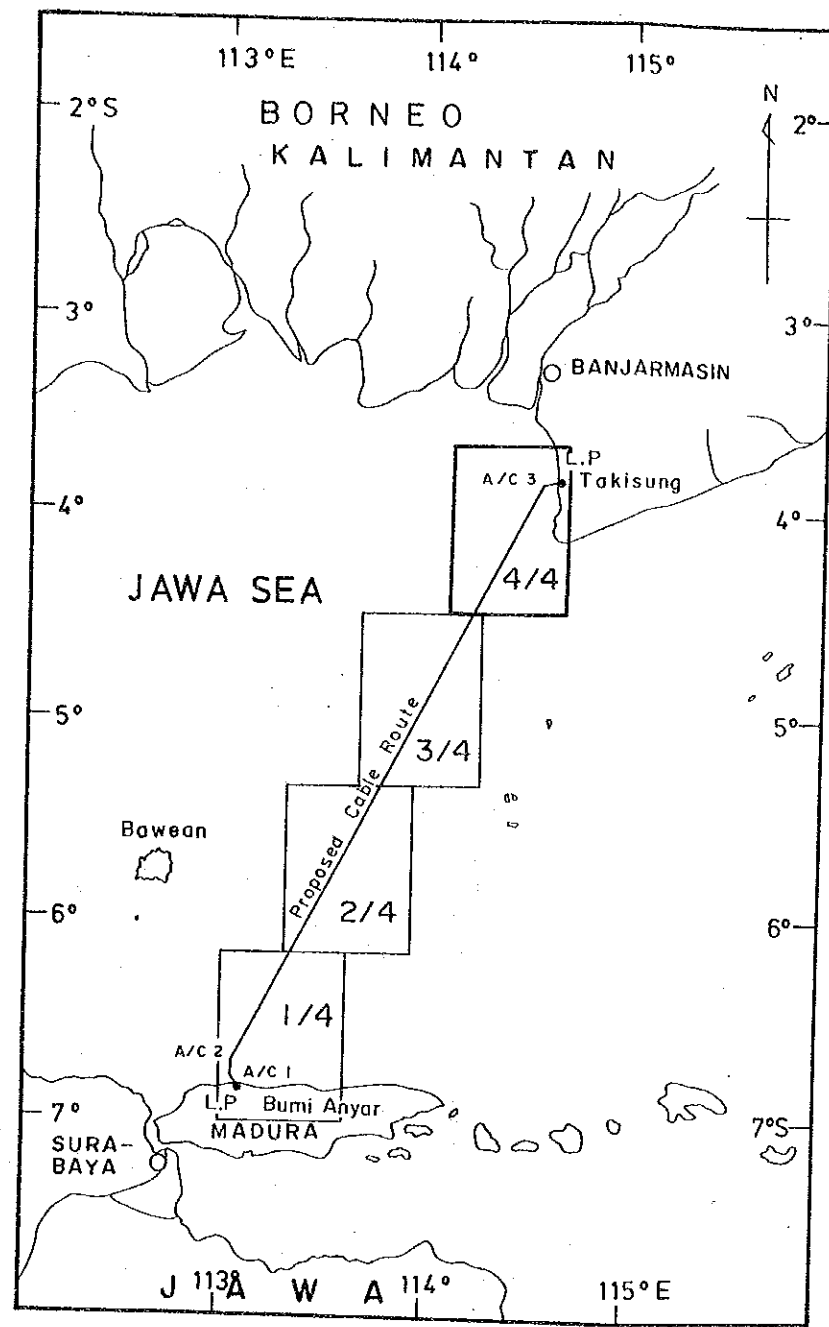 113°E 114° 115°
2°S
BORNEO
N
2°
KALIMANTAN
3°
3°
BANJARMASIN
L.P
A/C 3
Takisung
4°
4°
JAWA SEA
4/4
5°
5°
3/4
Proposed Cable Route
Bawean
6°
2/4
6°
1/4
A/C 2
A/C 1
7°
L.P Bumi Anyar
MADURA
7°S
SURA-
BAYA
113° 114° 115°E
JAWA